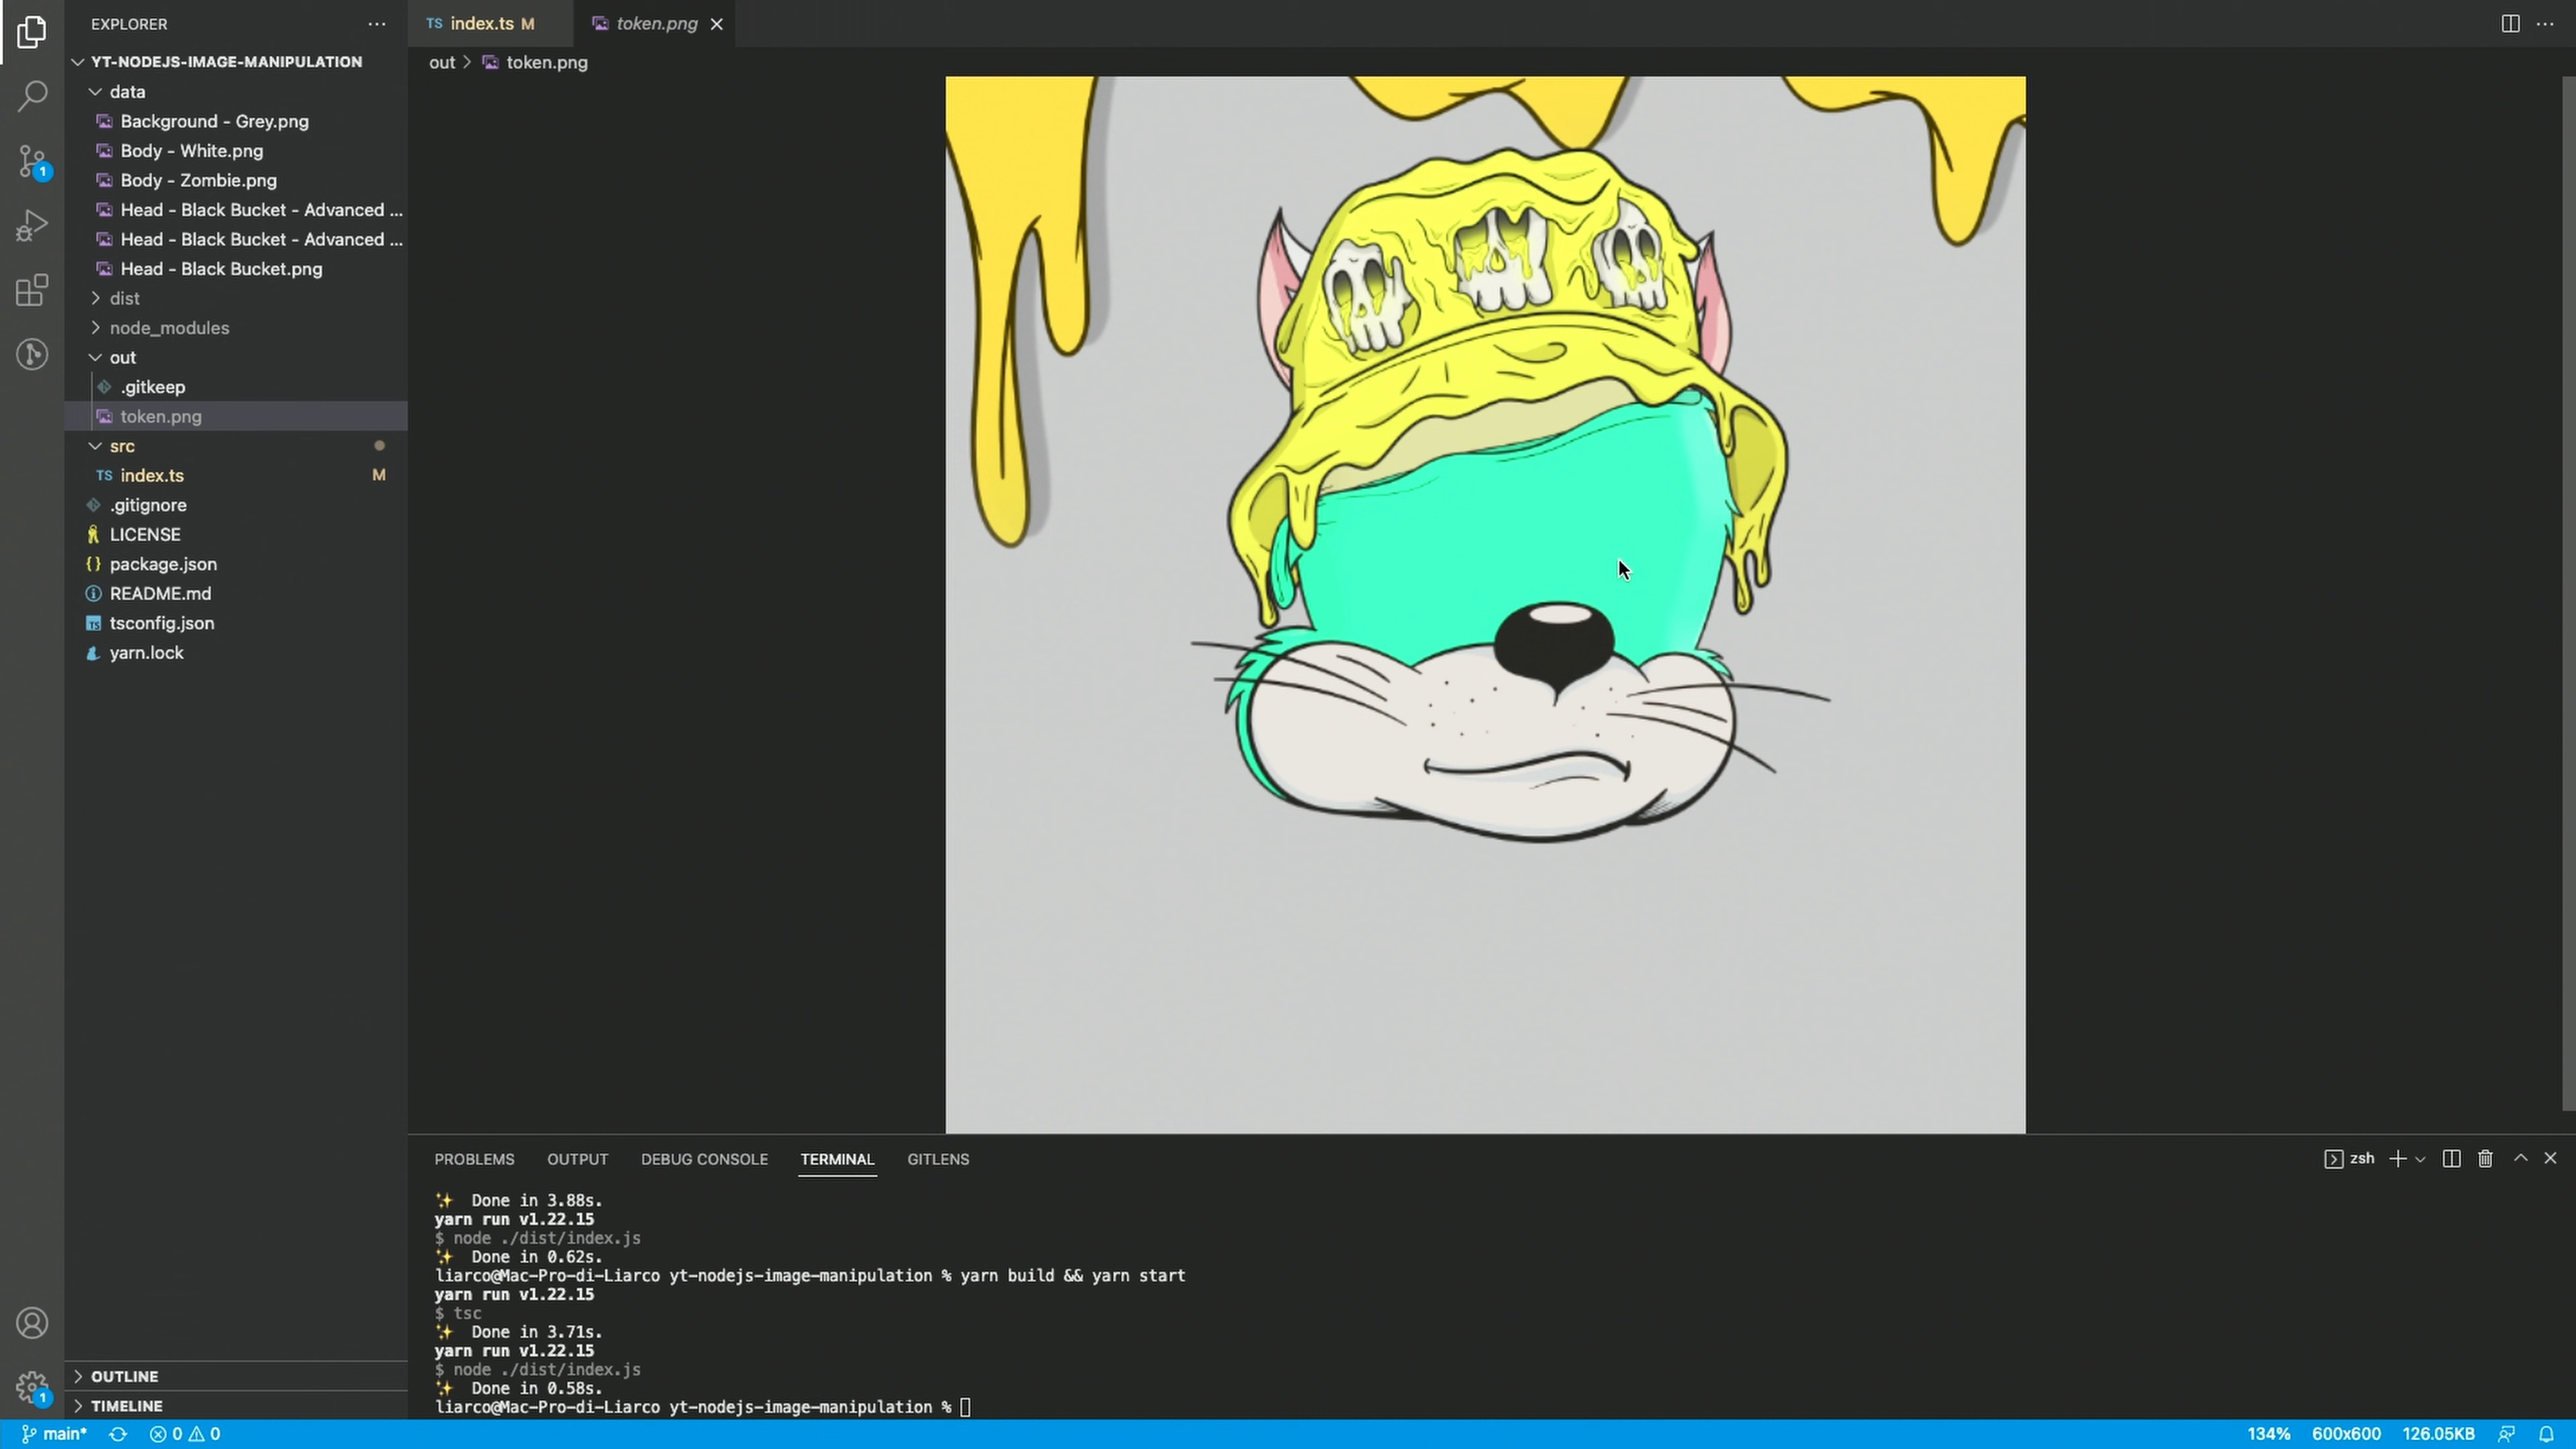 EXPLORER
YT-NODEJS-IMAGE-MANIPULATION
data
Background - Grey.png
Body - White.png
Body - Zombie.png
Head - Black Bucket - Advanced ...
Head - Black Bucket - Advanced ...
Head - Black Bucket.png
dist
node_modules
out
.gitkeep
token.png
src
TS index.ts M
.gitignore
LICENSE
{} package.json
README.md
TS tsconfig.json
yarn.lock
OUTLINE
TIMELINE
1
1
TS index.ts M token.png
out > token.png
PROBLEMS OUTPUT DEBUG CONSOLE TERMINAL GITLENS
zsh
✨ Done in 3.88s.
yarn run v1.22.15
$ node ./dist/index.js
✨ Done in 0.62s.
liarco@Mac-Pro-di-Liarco yt-nodejs-image-manipulation % yarn build && yarn start
yarn run v1.22.15
$ tsc
✨ Done in 3.71s.
yarn run v1.22.15
$ node ./dist/index.js
✨ Done in 0.58s.
liarco@Mac-Pro-di-Liarco yt-nodejs-image-manipulation %
main* 0 0 134% 600x600 126.05KB